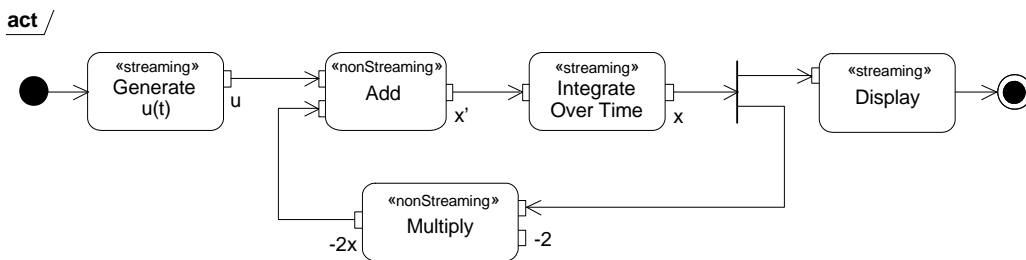 act
«streaming»
Generate
u(t)
u
«nonStreaming»
Add
x’
«streaming»
Integrate
Over Time
x
«streaming»
Display
«nonStreaming»
Multiply
-2x
-2